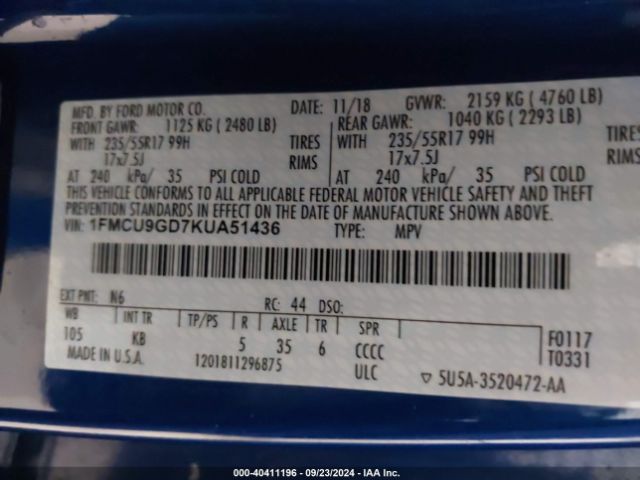 MFD. BY FORD MOTOR CO. DATE: 11/18 GVWR: 2159 KG (4760 LB)
FRONT GAWR: 1125 KG (2480 LB) REAR GAWR: 1040 KG (2293 LB)
WITH 235/55R17 99H TIRES WITH 235/55R17 99H TIRES
17x7.5J RIMS 17x7.5J RIMS
AT 240 kPa/ 35 PSI COLD AT 240 kPa/ 35 PSI COLD
THIS VEHICLE CONFORMS TO ALL APPLICABLE FEDERAL MOTOR VEHICLE SAFETY AND THEFT
PREVENTION STANDARDS IN EFFECT ON THE DATE OF MANUFACTURE SHOWN ABOVE.
VIN: 1FMCU9GD7KUA51436 TYPE: MPV
EXT PNT: N6 RC: 44 DSO:
WB INT TR TP/PS R AXLE TR SPR
105 KB 5 35 6 CCCC
F0117
T0331
MADE IN U.S.A. 1201811296875 ULC ▽ 5U5A-3520472-AA
000-40411196 - 09/23/2024 - IAA Inc.